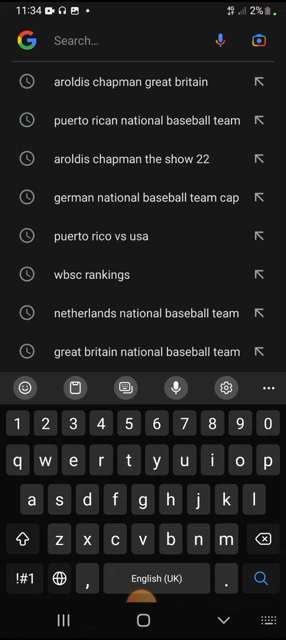 11:34 2%
Search...
aroldis chapman great britain
puerto rican national baseball team
aroldis chapman the show 22
german national baseball team cap
puerto rico vs usa
wbsc rankings
netherlands national baseball team
great britain national baseball team
1 2 3 4 5 6 7 8 9 0
q w e r t y u i o p
a s d f g h j k l
z x c v b n m
!#1 , English (UK) .